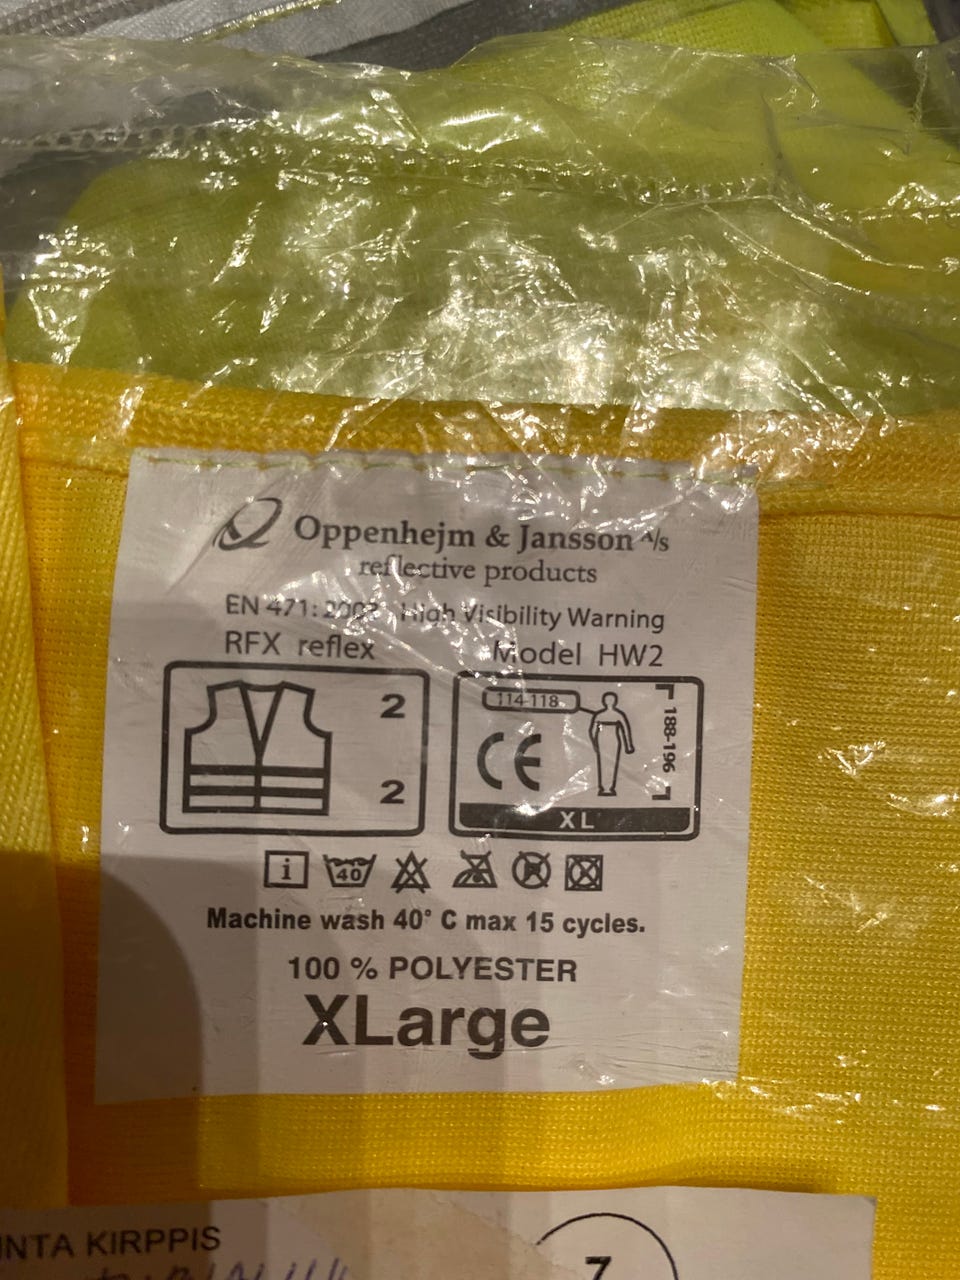 Oppenhejm & Jansson A/s
reflective products
EN 471: High Visibility Warning
RFX reflex Model HW2
2
2
114-118
188-196
CE
XL
i 40
Machine wash 40° C max 15 cycles.
100 % POLYESTER
XLarge
INTA KIRPPIS
7